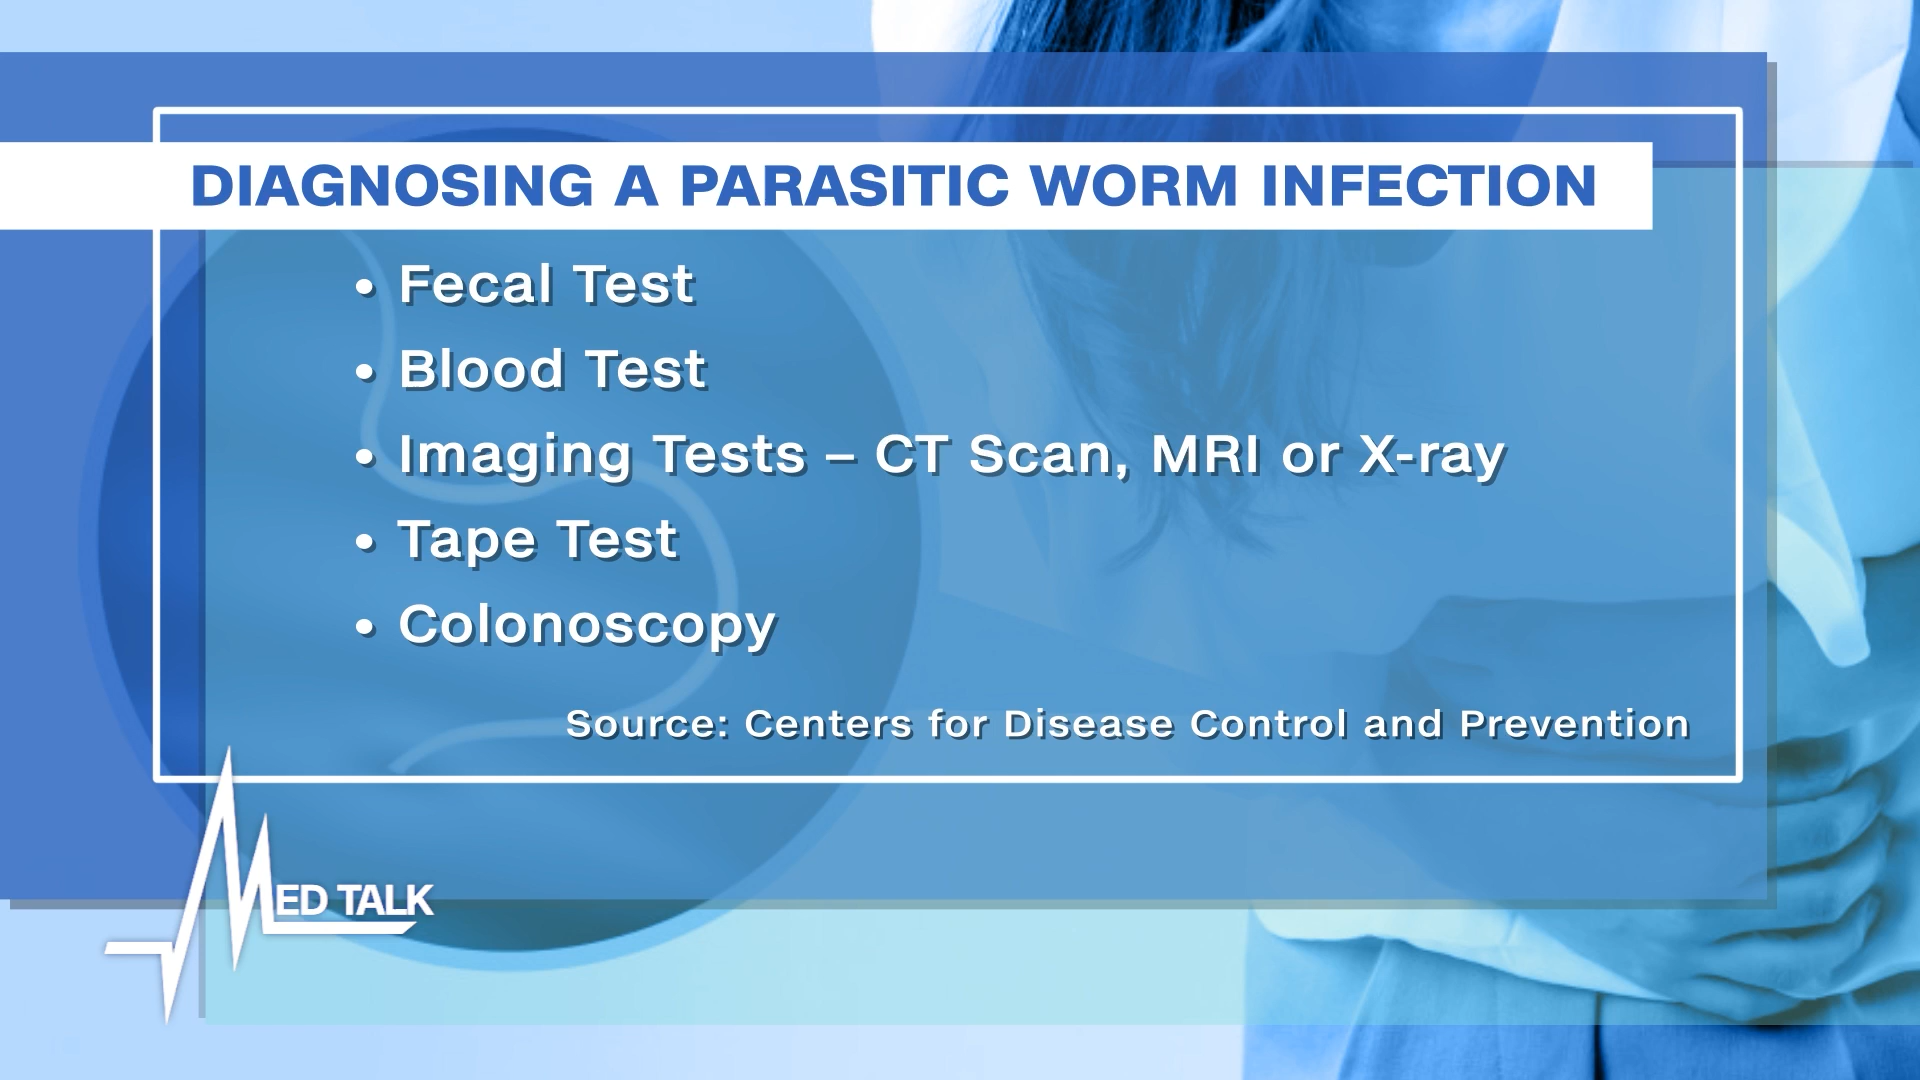 DIAGNOSING A PARASITIC WORM INFECTION
• Fecal Test
• Blood Test
• Imaging Tests – CT Scan, MRI or X-ray
• Tape Test
• Colonoscopy
Source: Centers for Disease Control and Prevention
MED TALK